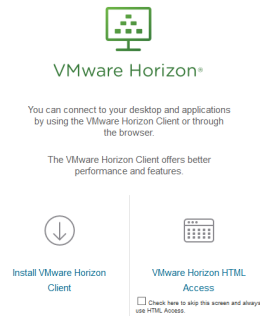 VMware Horizon®
You can connect to your desktop and applications
by using the VMware Horizon Client or through
the browser.
The VMware Horizon Client offers better
performance and features.
Install VMware Horizon
Client
VMware Horizon HTML
Access
Check here to skip this screen and always
use HTML Access.